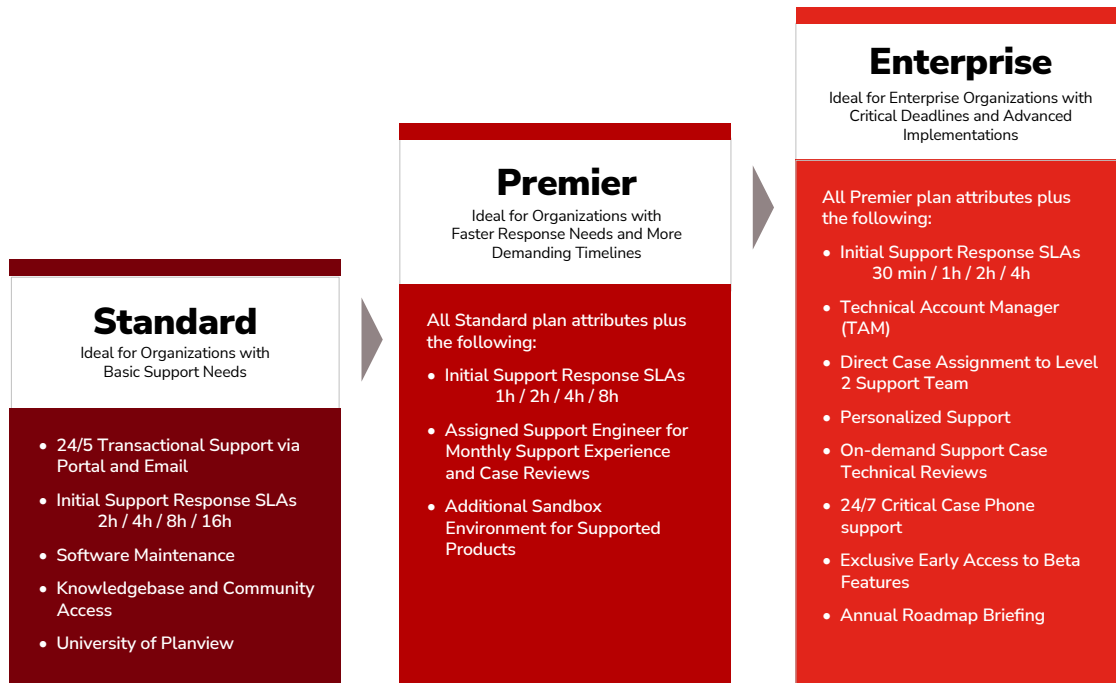 Standard
Ideal for Organizations with
Basic Support Needs
• 24/5 Transactional Support via
Portal and Email
• Initial Support Response SLAs
2h / 4h / 8h / 16h
• Software Maintenance
• Knowledgebase and Community
Access
• University of Planview
Premier
Ideal for Organizations with
Faster Response Needs and More
Demanding Timelines
All Standard plan attributes plus
the following:
• Initial Support Response SLAs
1h / 2h / 4h / 8h
• Assigned Support Engineer for
Monthly Support Experience
and Case Reviews
• Additional Sandbox
Environment for Supported
Products
Enterprise
Ideal for Enterprise Organizations with
Critical Deadlines and Advanced
Implementations
All Premier plan attributes plus
the following:
• Initial Support Response SLAs
30 min / 1h / 2h / 4h
• Technical Account Manager
(TAM)
• Direct Case Assignment to Level
2 Support Team
• Personalized Support
• On-demand Support Case
Technical Reviews
• 24/7 Critical Case Phone
support
• Exclusive Early Access to Beta
Features
• Annual Roadmap Briefing